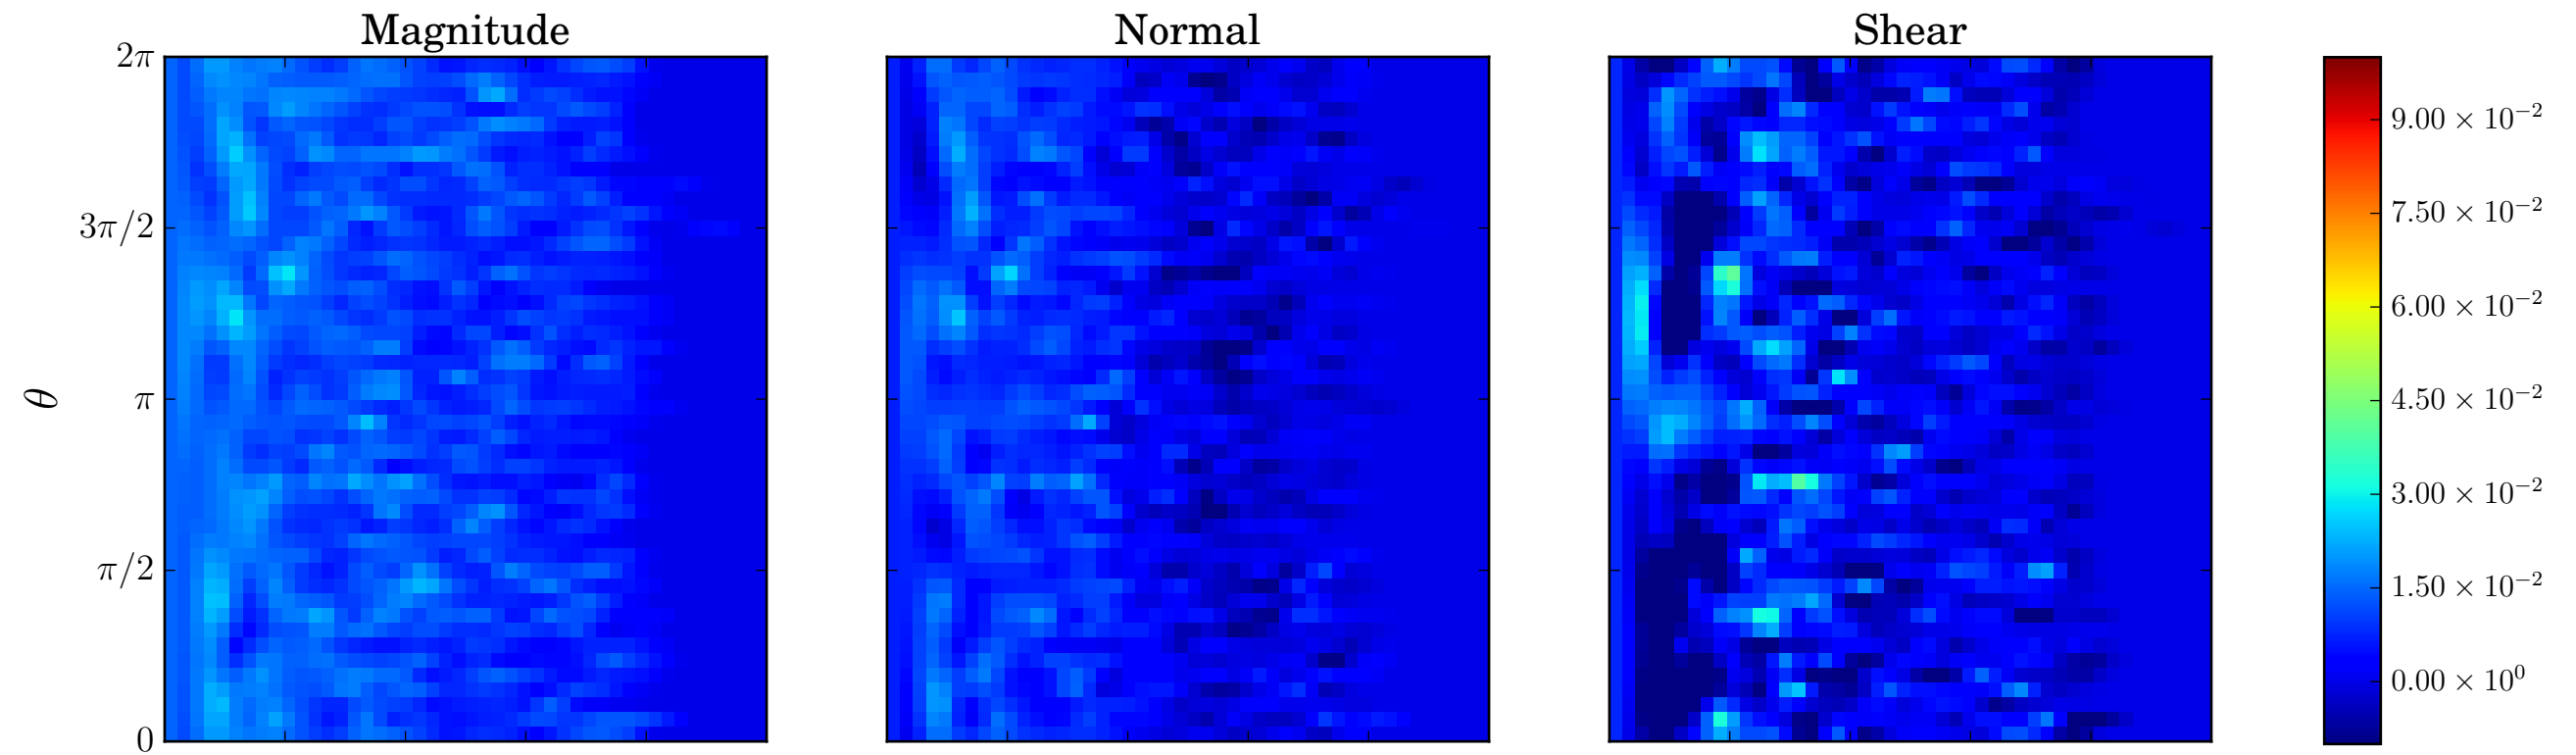 Magnitude
Normal
Shear
2π
3π/2
π
π/2
0
θ
9.00 × 10⁻²
7.50 × 10⁻²
6.00 × 10⁻²
4.50 × 10⁻²
3.00 × 10⁻²
1.50 × 10⁻²
0.00 × 10⁰